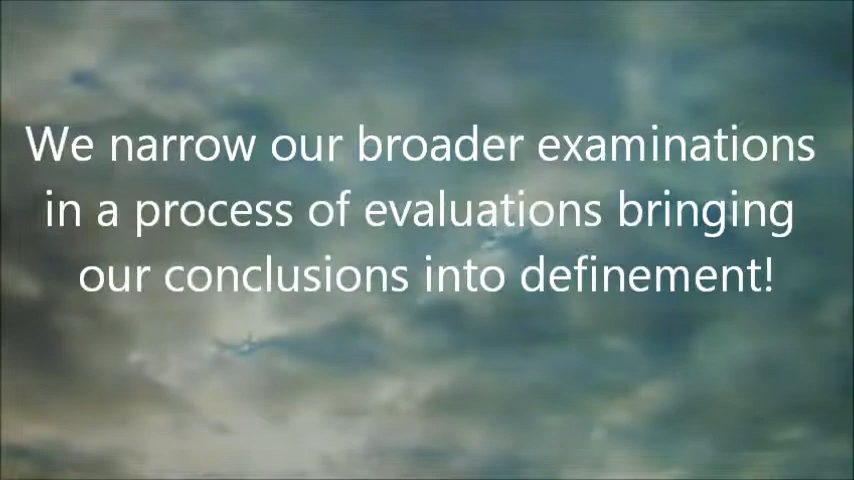 We narrow our broader examinations
in a process of evaluations bringing
our conclusions into definement!